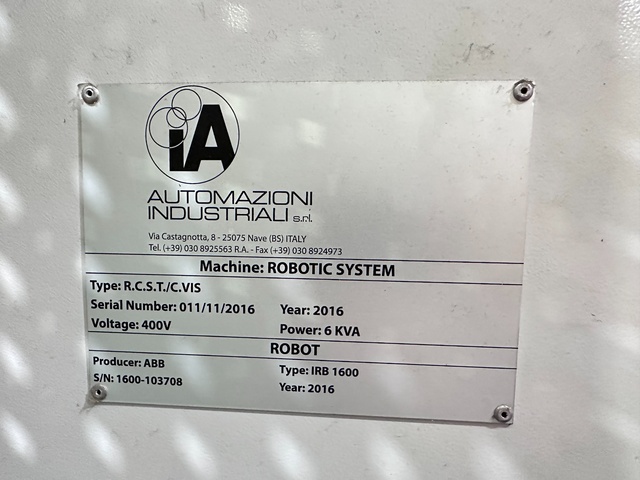 iA
AUTOMAZIONI
INDUSTRIALI s.r.l.
Via Castagnotta, 8 - 25075 Nave (BS) ITALY
Tel. (+39) 030 8925563 R.A. - Fax (+39) 030 8924973
Machine: ROBOTIC SYSTEM
Type: R.C.S.T./C.VIS
Serial Number: 011/11/2016 Year: 2016
Voltage: 400V Power: 6 KVA
ROBOT
Producer: ABB Type: IRB 1600
S/N: 1600-103708 Year: 2016